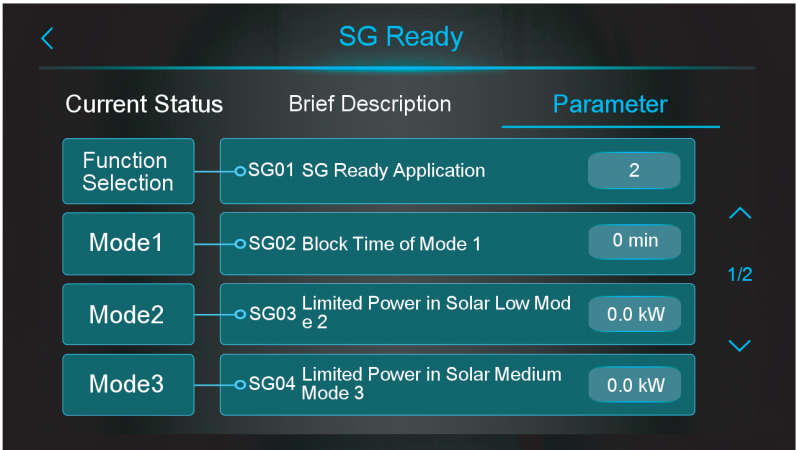 SG Ready
Current Status Brief Description Parameter
Function
Selection
SG01 SG Ready Application 2
Mode1 SG02 Block Time of Mode 1 0 min
1/2
Mode2 SG03 Limited Power in Solar Low Mod
e 2 0.0 kW
Mode3 SG04 Limited Power in Solar Medium
Mode 3 0.0 kW